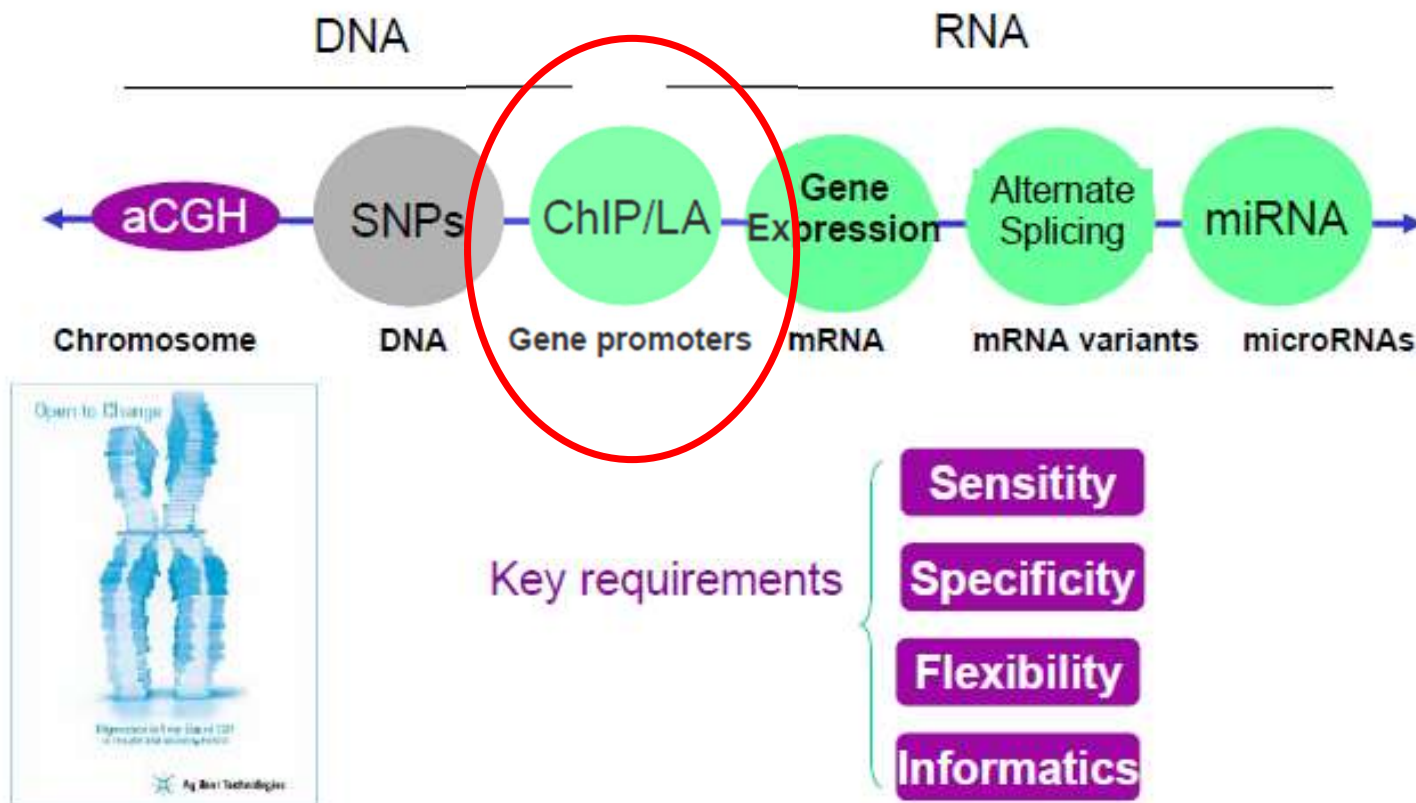 DNA
RNA
aCGH
SNPs
ChIP/LA
Gene
Expression
Alternate
Splicing
miRNA
Chromosome
DNA
Gene promoters
mRNA
mRNA variants
microRNAs
Open to Change
Agilent Technologies
Key requirements
Sensitity
Specificity
Flexibility
Informatics